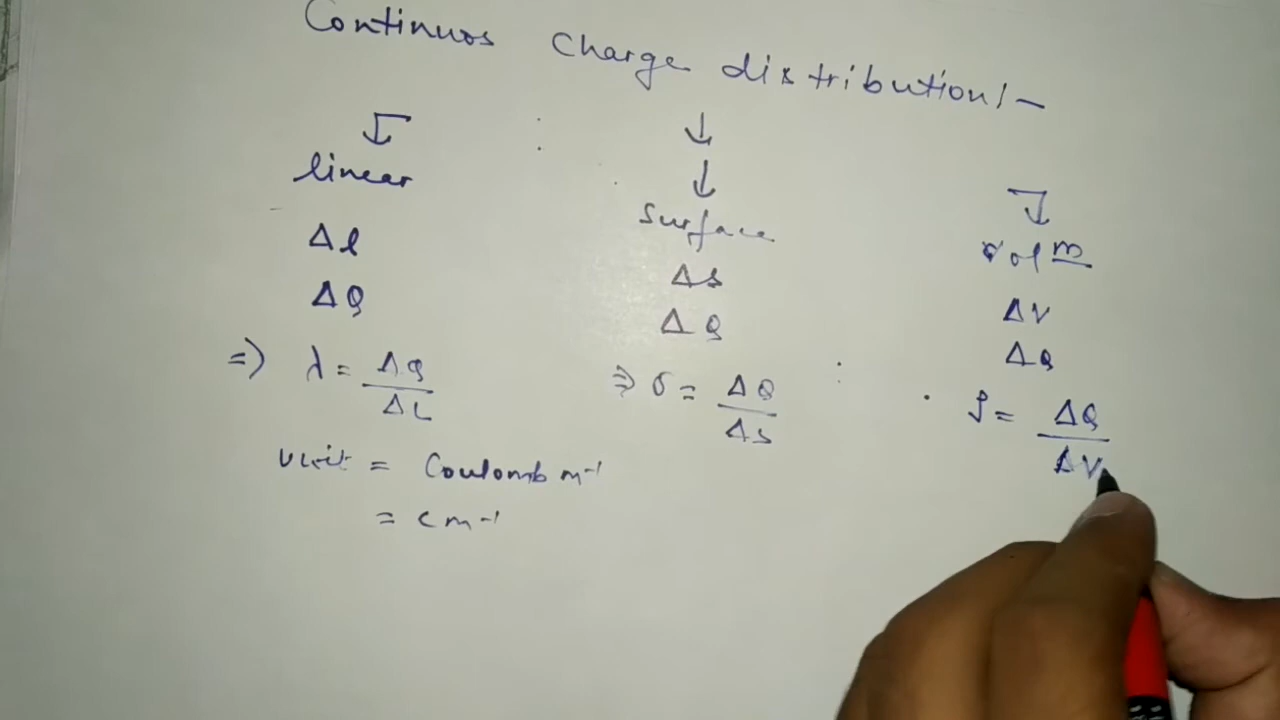 Continuos Charge distribution:-
linear
Δl
ΔQ
=> λ = ΔQ/ΔL
Unit = Coulomb m⁻¹
= cm⁻¹
Surface
ΔS
ΔQ
=> σ = ΔQ/ΔS
Volm
ΔV
ΔQ
ρ = ΔQ/ΔV